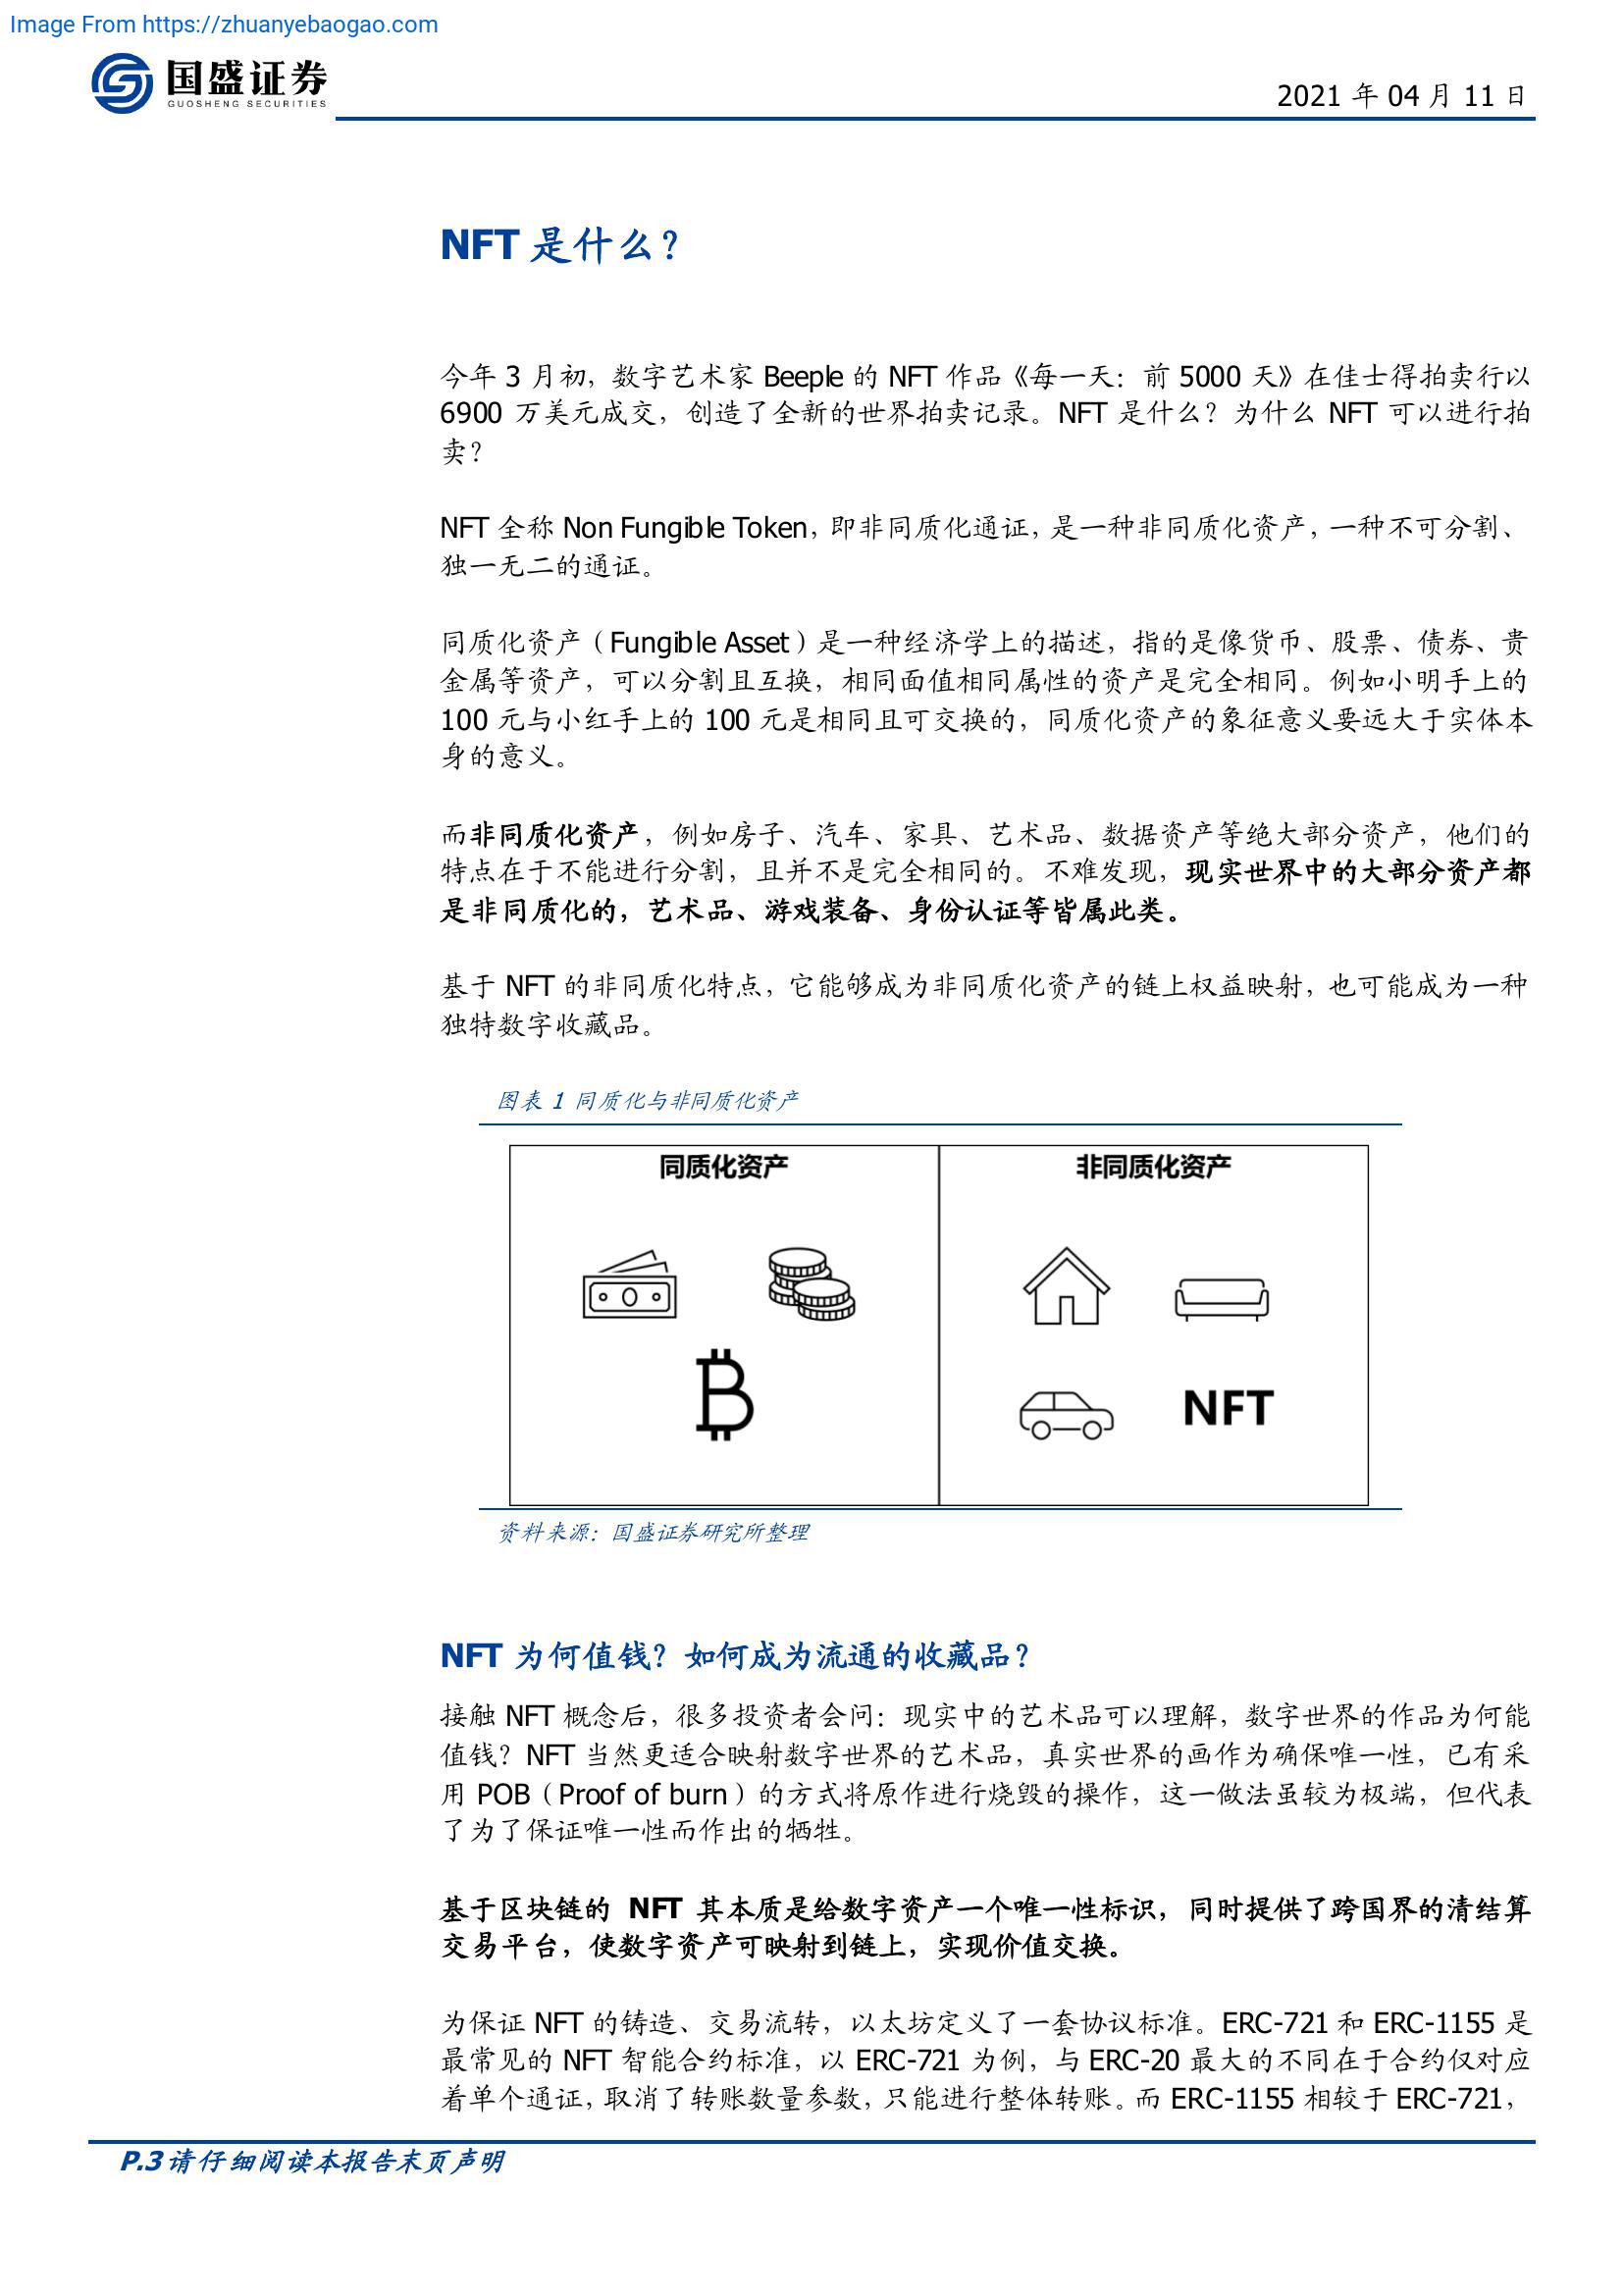 Image From https://zhuanyebaogao.com
国盛证券
GUOSHENG SECURITIES
2021 年 04 月 11 日
NFT 是什么？
今年 3 月初，数字艺术家 Beeple 的 NFT 作品《每一天：前 5000 天》在佳士得拍卖行以
6900 万美元成交，创造了全新的世界拍卖记录。NFT 是什么？为什么 NFT 可以进行拍
卖？
NFT 全称 Non Fungible Token，即非同质化通证，是一种非同质化资产，一种不可分割、
独一无二的通证。
同质化资产（Fungible Asset）是一种经济学上的描述，指的是像货币、股票、债券、贵
金属等资产，可以分割且互换，相同面值相同属性的资产是完全相同。例如小明手上的
100 元与小红手上的 100 元是相同且可交换的，同质化资产的象征意义要远大于实体本
身的意义。
而非同质化资产，例如房子、汽车、家具、艺术品、数据资产等绝大部分资产，他们的
特点在于不能进行分割，且并不是完全相同的。不难发现，现实世界中的大部分资产都
是非同质化的，艺术品、游戏装备、身份认证等皆属此类。
基于 NFT 的非同质化特点，它能够成为非同质化资产的链上权益映射，也可能成为一种
独特数字收藏品。
图表 1 同质化与非同质化资产
同质化资产
非同质化资产
NFT
资料来源：国盛证券研究所整理
NFT 为何值钱？如何成为流通的收藏品？
接触 NFT 概念后，很多投资者会问：现实中的艺术品可以理解，数字世界的作品为何能
值钱？NFT 当然更适合映射数字世界的艺术品，真实世界的画作为确保唯一性，已有采
用 POB（Proof of burn）的方式将原作进行烧毁的操作，这一做法虽较为极端，但代表
了为了保证唯一性而作出的牺牲。
基于区块链的 NFT 其本质是给数字资产一个唯一性标识，同时提供了跨国界的清结算
交易平台，使数字资产可映射到链上，实现价值交换。
为保证 NFT 的铸造、交易流转，以太坊定义了一套协议标准。ERC-721 和 ERC-1155 是
最常见的 NFT 智能合约标准，以 ERC-721 为例，与 ERC-20 最大的不同在于合约仅对应
着单个通证，取消了转账数量参数，只能进行整体转账。而 ERC-1155 相较于 ERC-721，
P.3 请仔细阅读本报告末页声明